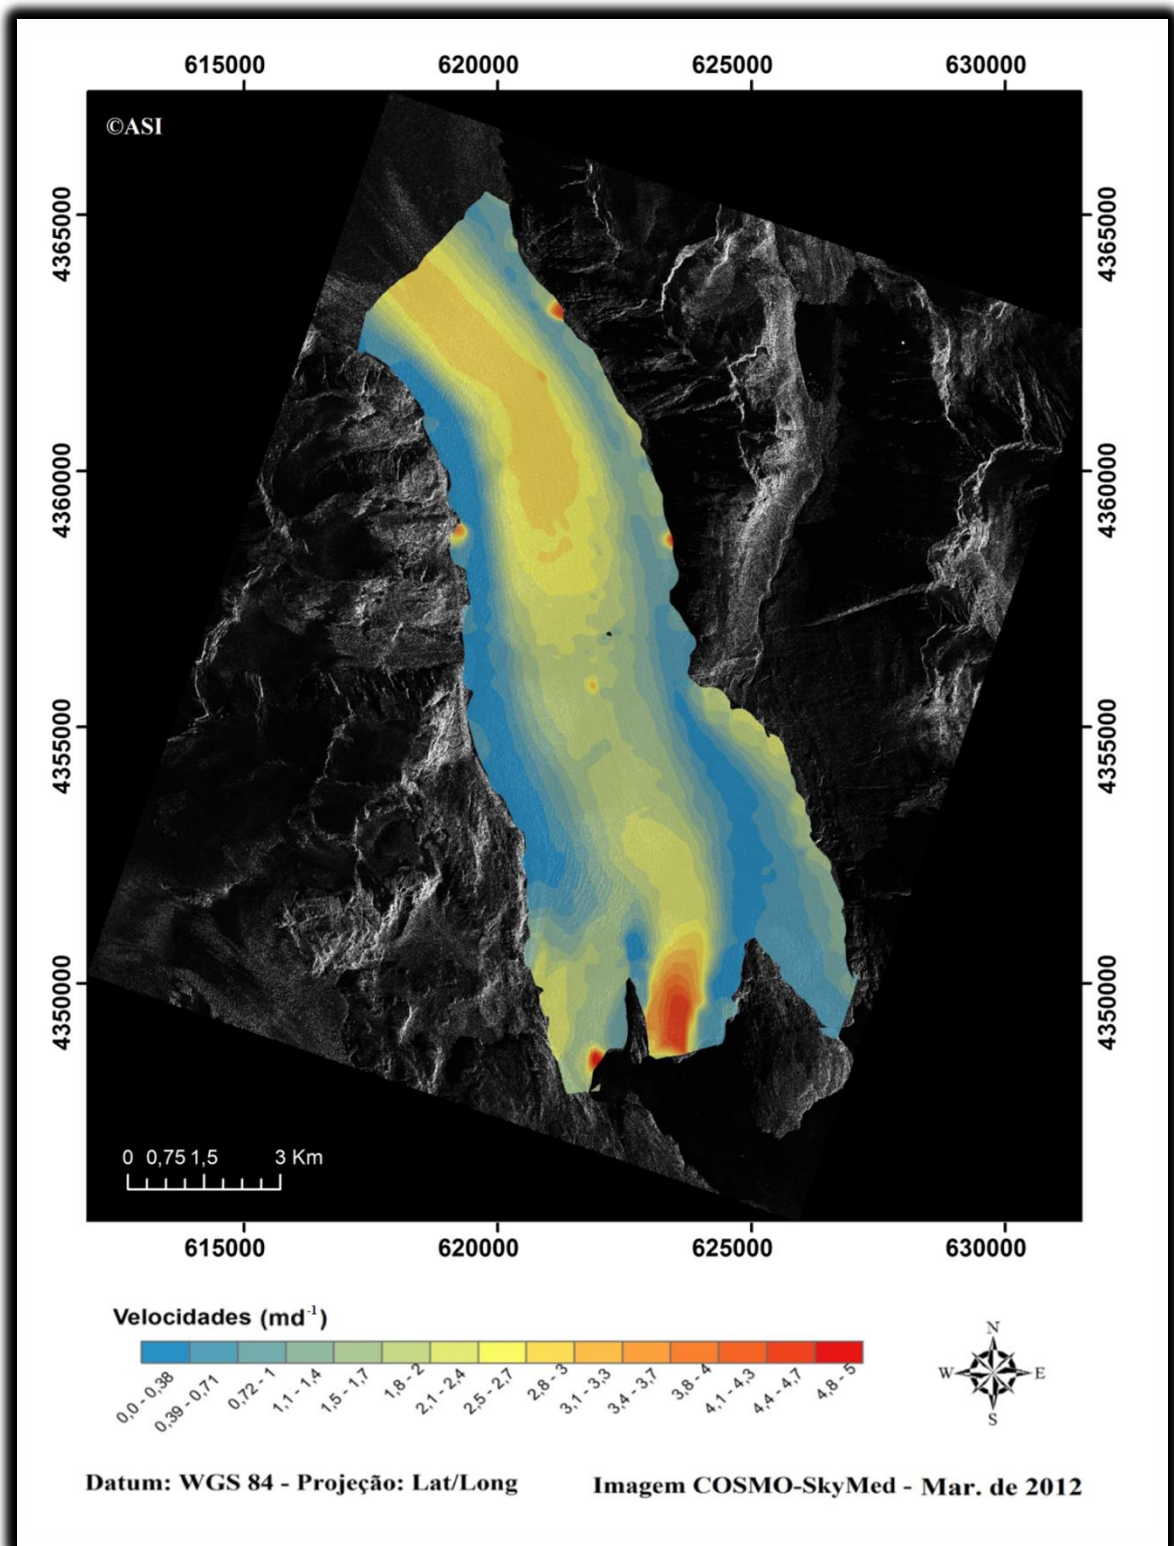 615000 620000 625000 630000
©ASI
4365000 4365000
4360000 4360000
4355000 4355000
4350000 4350000
0 0,75 1,5 3 Km
615000 620000 625000 630000
Velocidades (md⁻¹)
0,0 - 0,38 0,39 - 0,71 0,72 - 1 1,1 - 1,4 1,5 - 1,7 1,8 - 2 2,1 - 2,4 2,5 - 2,7 2,8 - 3 3,1 - 3,3 3,4 - 3,7 3,8 - 4 4,1 - 4,3 4,4 - 4,7 4,8 - 5
N
W E
S
Datum: WGS 84 - Projeção: Lat/Long Imagem COSMO-SkyMed - Mar. de 2012